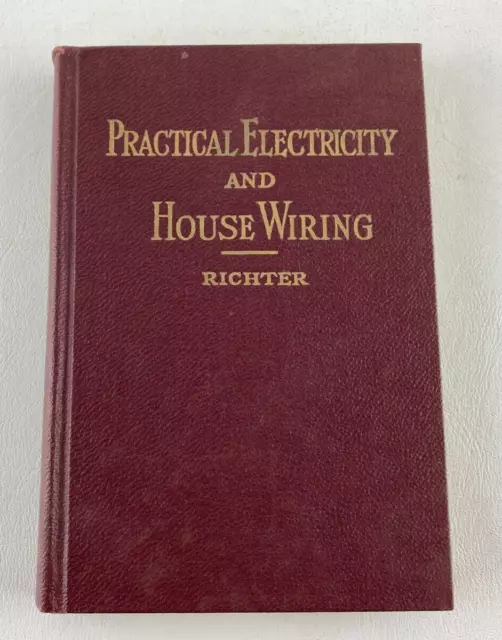 PRACTICAL ELECTRICITY
AND
HOUSE WIRING
RICHTER